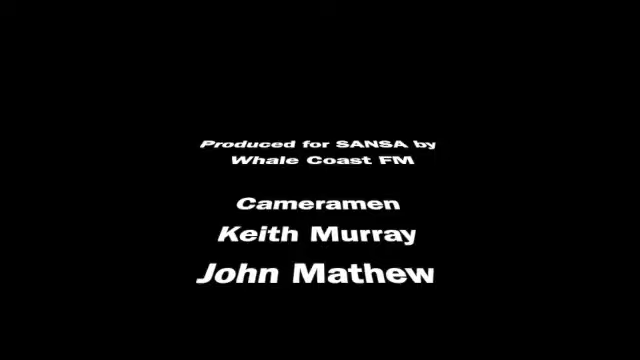 Produced for SANSA by
Whale Coast FM
Cameramen
Keith Murray
John Mathew